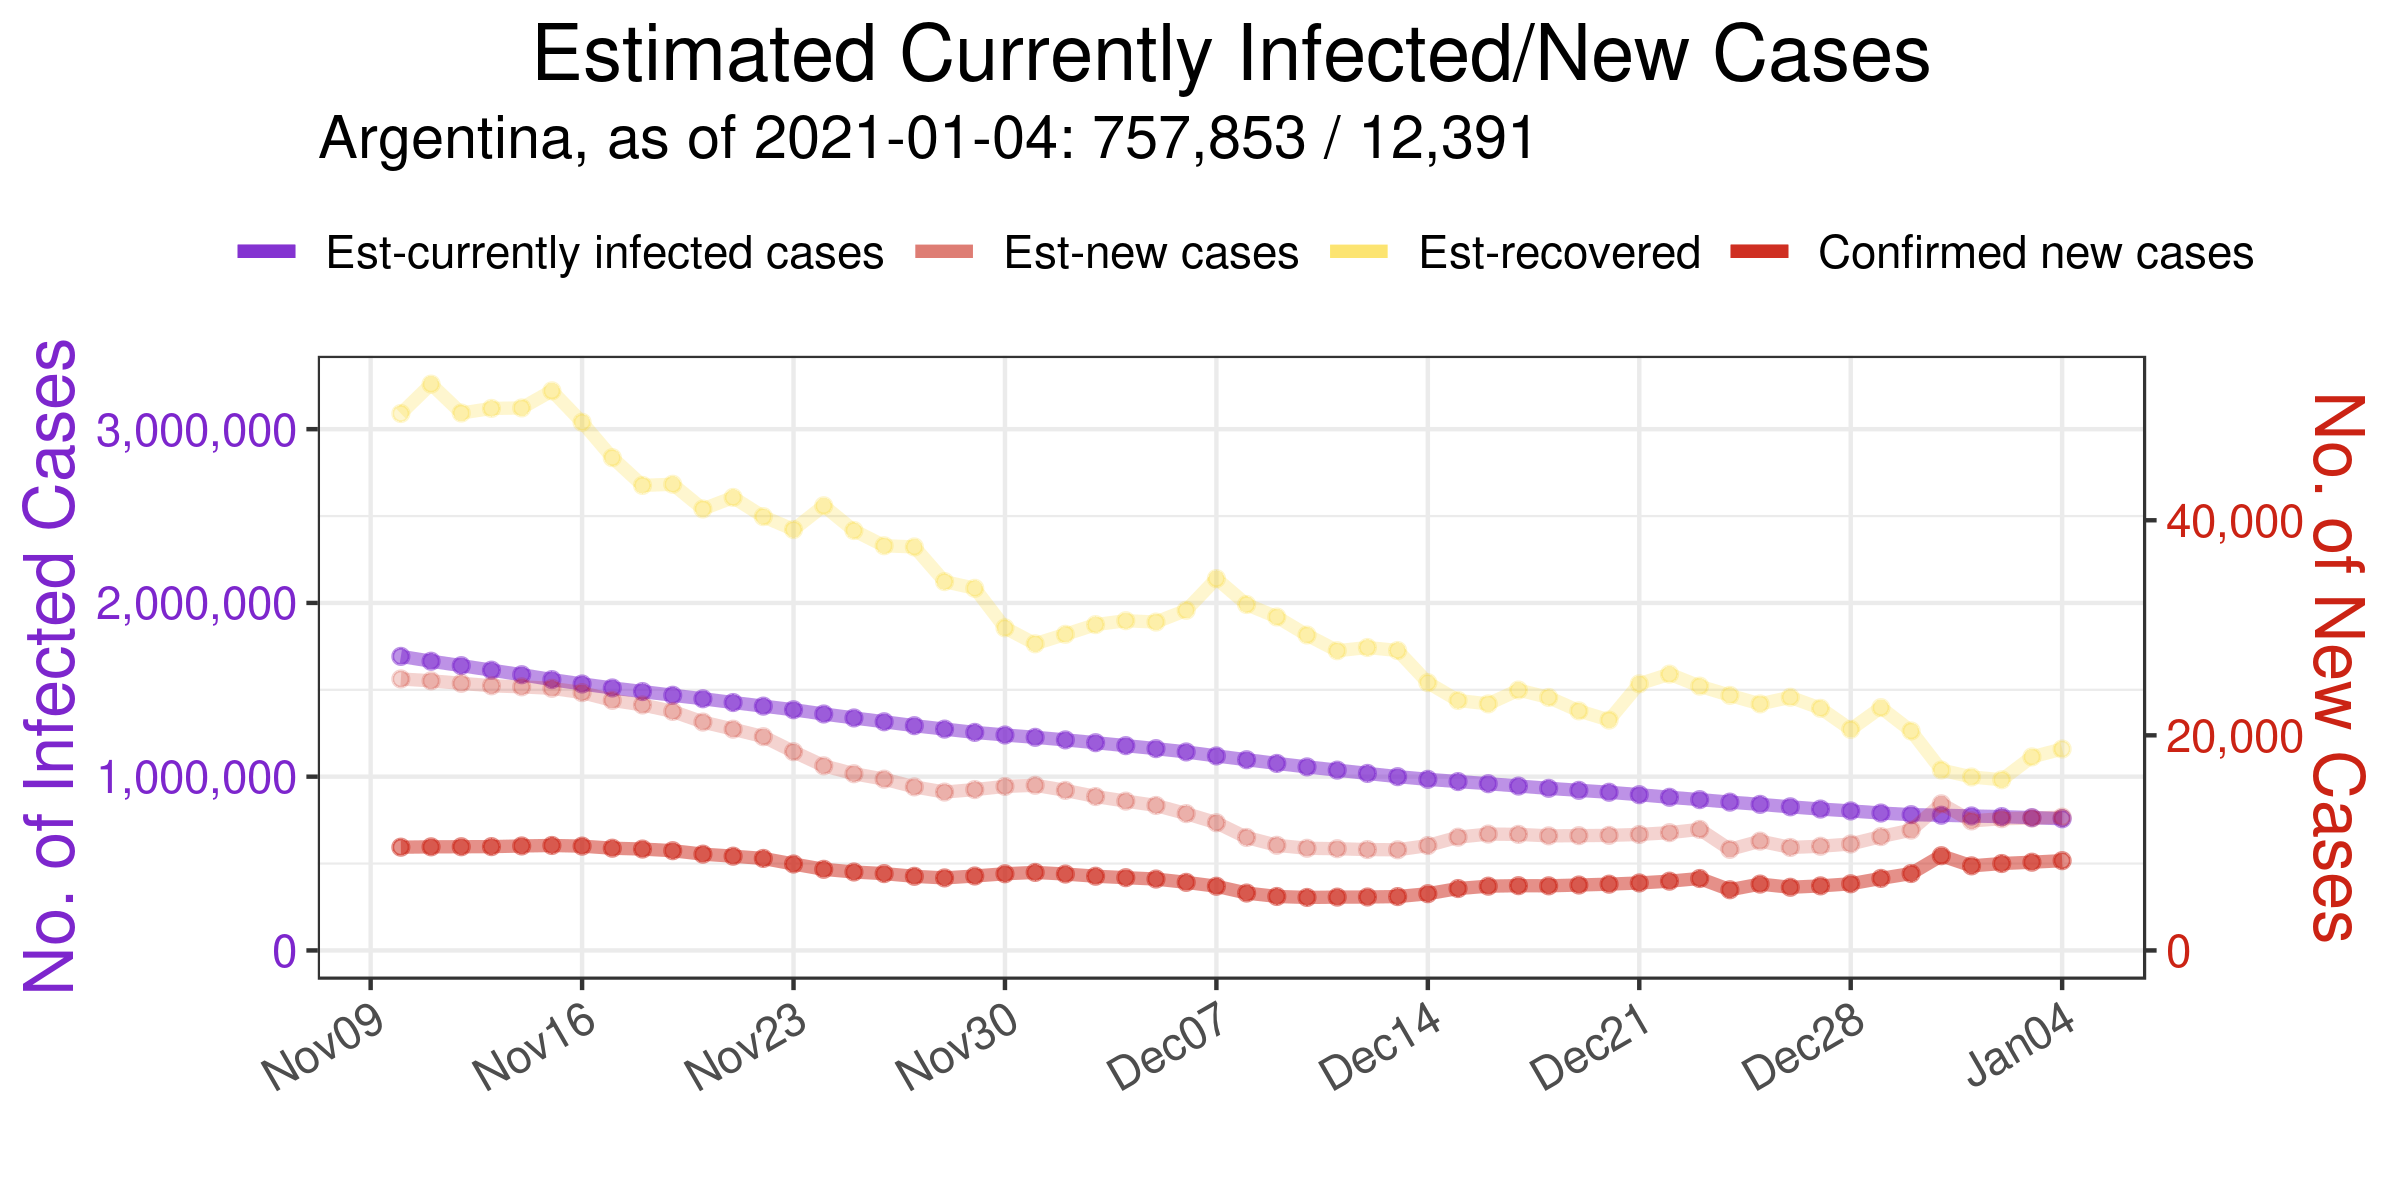 Estimated Currently Infected/New Cases
Argentina, as of 2021-01-04: 757,853 / 12,391
Est-currently infected cases Est-new cases Est-recovered Confirmed new cases
No. of Infected Cases
3,000,000
2,000,000
1,000,000
0
40,000
20,000
0
No. of New Cases
Nov09 Nov16 Nov23 Nov30 Dec07 Dec14 Dec21 Dec28 Jan04